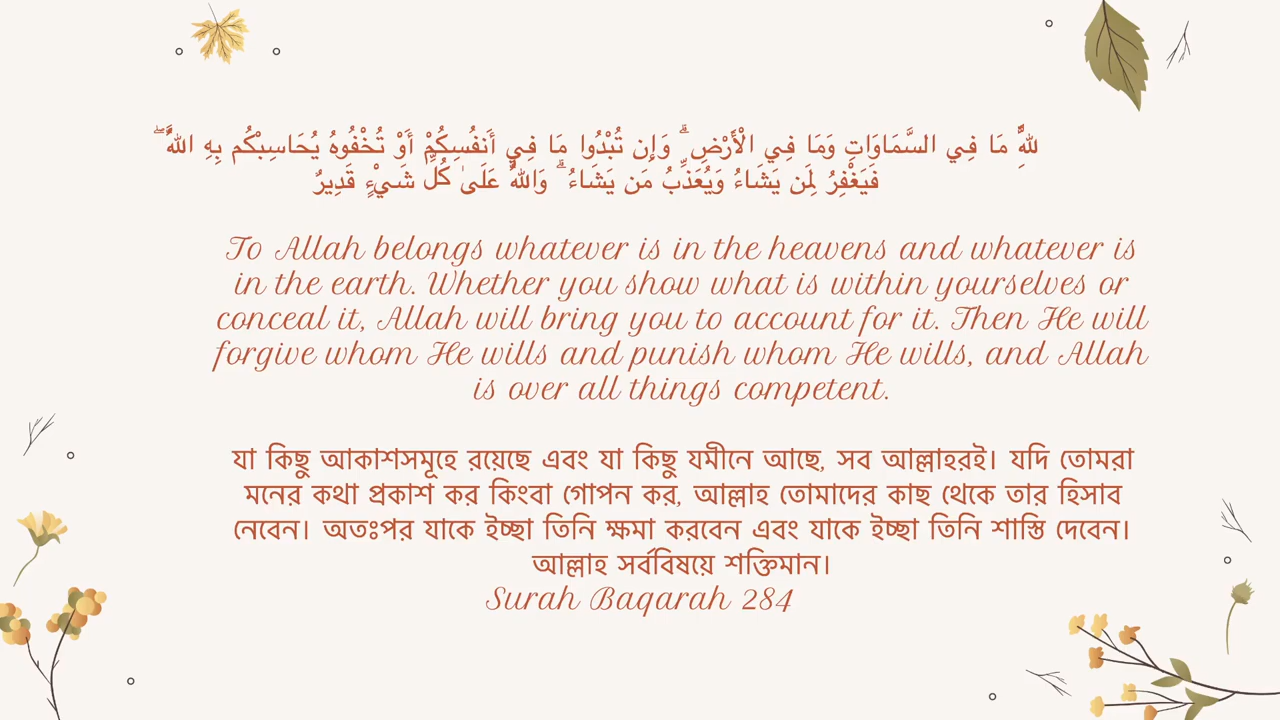 لِلَّهِ مَا فِي السَّمَاوَاتِ وَمَا فِي الْأَرْضِ ۗ وَإِن تُبْدُوا مَا فِي أَنفُسِكُمْ أَوْ تُخْفُوهُ يُحَاسِبْكُم بِهِ اللَّهُ ۖ
فَيَغْفِرُ لِمَن يَشَاءُ وَيُعَذِّبُ مَن يَشَاءُ ۗ وَاللَّهُ عَلَىٰ كُلِّ شَيْءٍ قَدِيرٌ
To Allah belongs whatever is in the heavens and whatever is
in the earth. Whether you show what is within yourselves or
conceal it, Allah will bring you to account for it. Then He will
forgive whom He wills and punish whom He wills, and Allah
is over all things competent.
যা কিছু আকাশসমূহে রয়েছে এবং যা কিছু যমীনে আছে, সব আল্লাহরই। যদি তোমরা
মনের কথা প্রকাশ কর কিংবা গোপন কর, আল্লাহ তোমাদের কাছ থেকে তার হিসাব
নেবেন। অতঃপর যাকে ইচ্ছা তিনি ক্ষমা করবেন এবং যাকে ইচ্ছা তিনি শাস্তি দেবেন।
আল্লাহ সর্ববিষয়ে শক্তিমান।
Surah Baqarah 284